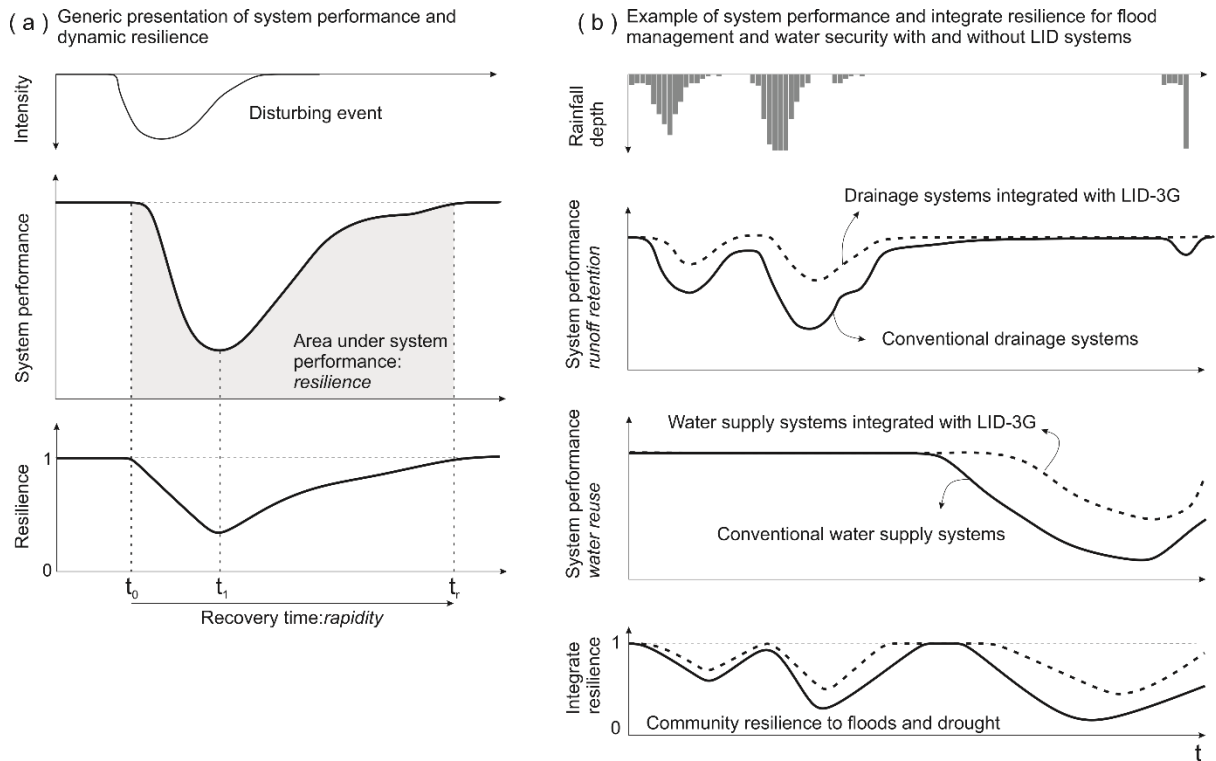 ( a ) Generic presentation of system performance and
dynamic resilience
Intensity
Disturbing event
System performance
Area under system
performance:
resilience
Resilience
1
0
t0
t1
tr
Recovery time:rapidity
( b ) Example of system performance and integrate resilience for flood
management and water security with and without LID systems
Rainfall
depth
Drainage systems integrated with LID-3G
System performance
runoff retention
Conventional drainage systems
Water supply systems integrated with LID-3G
System performance
water reuse
Conventional water supply systems
Integrate
resilience
1
0
Community resilience to floods and drought
t